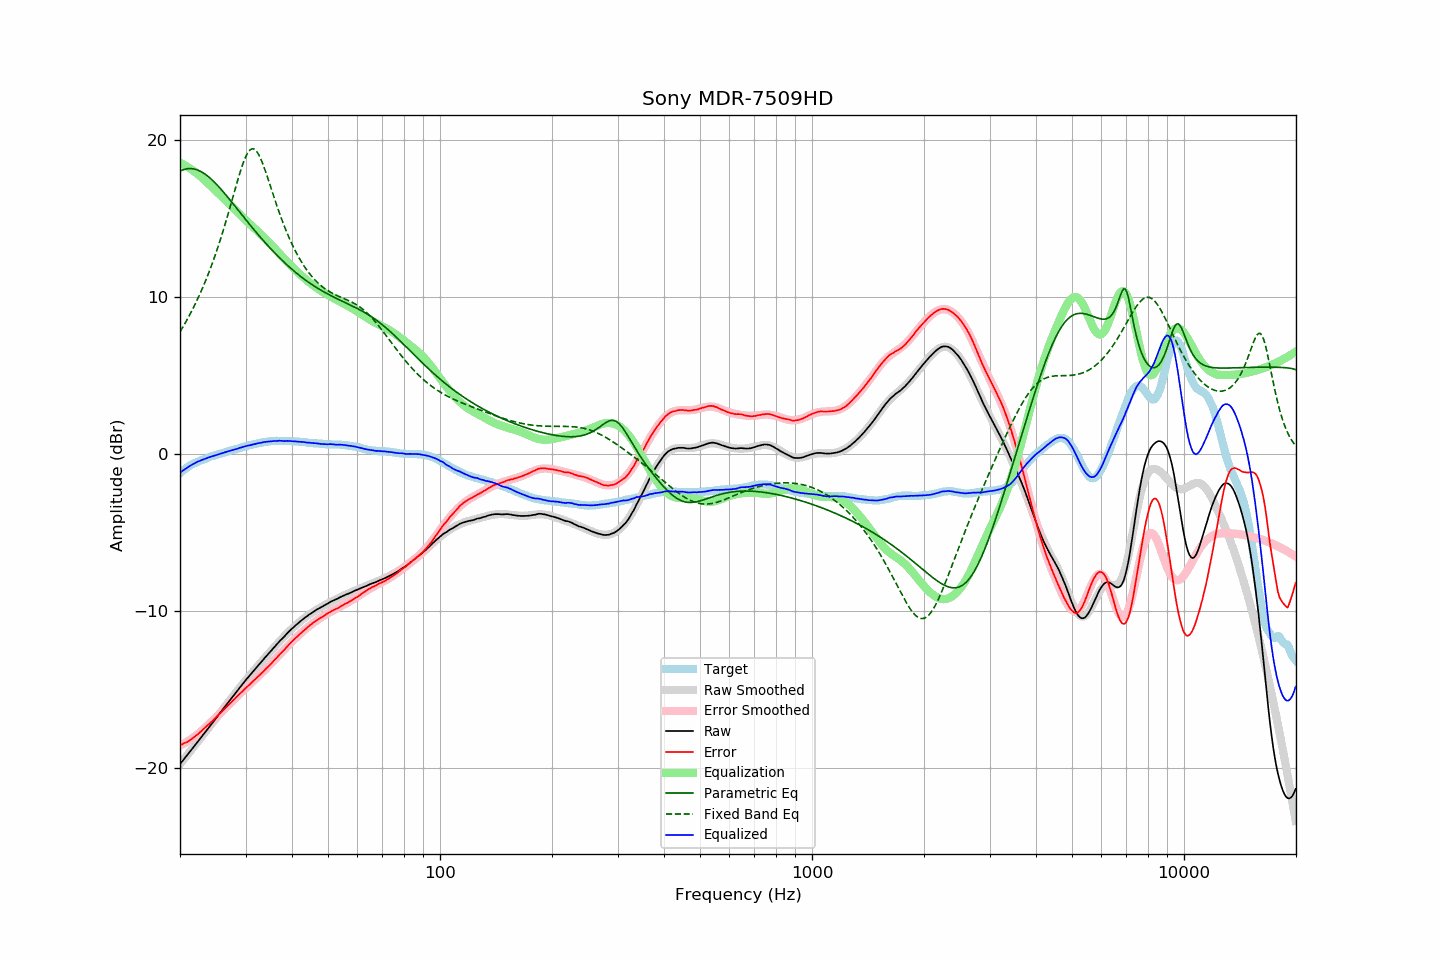 Sony MDR-7509HD
20
10
0
−10
−20
Amplitude (dBr)
100
1000
10000
Frequency (Hz)
Target
Raw Smoothed
Error Smoothed
Raw
Error
Equalization
Parametric Eq
Fixed Band Eq
Equalized